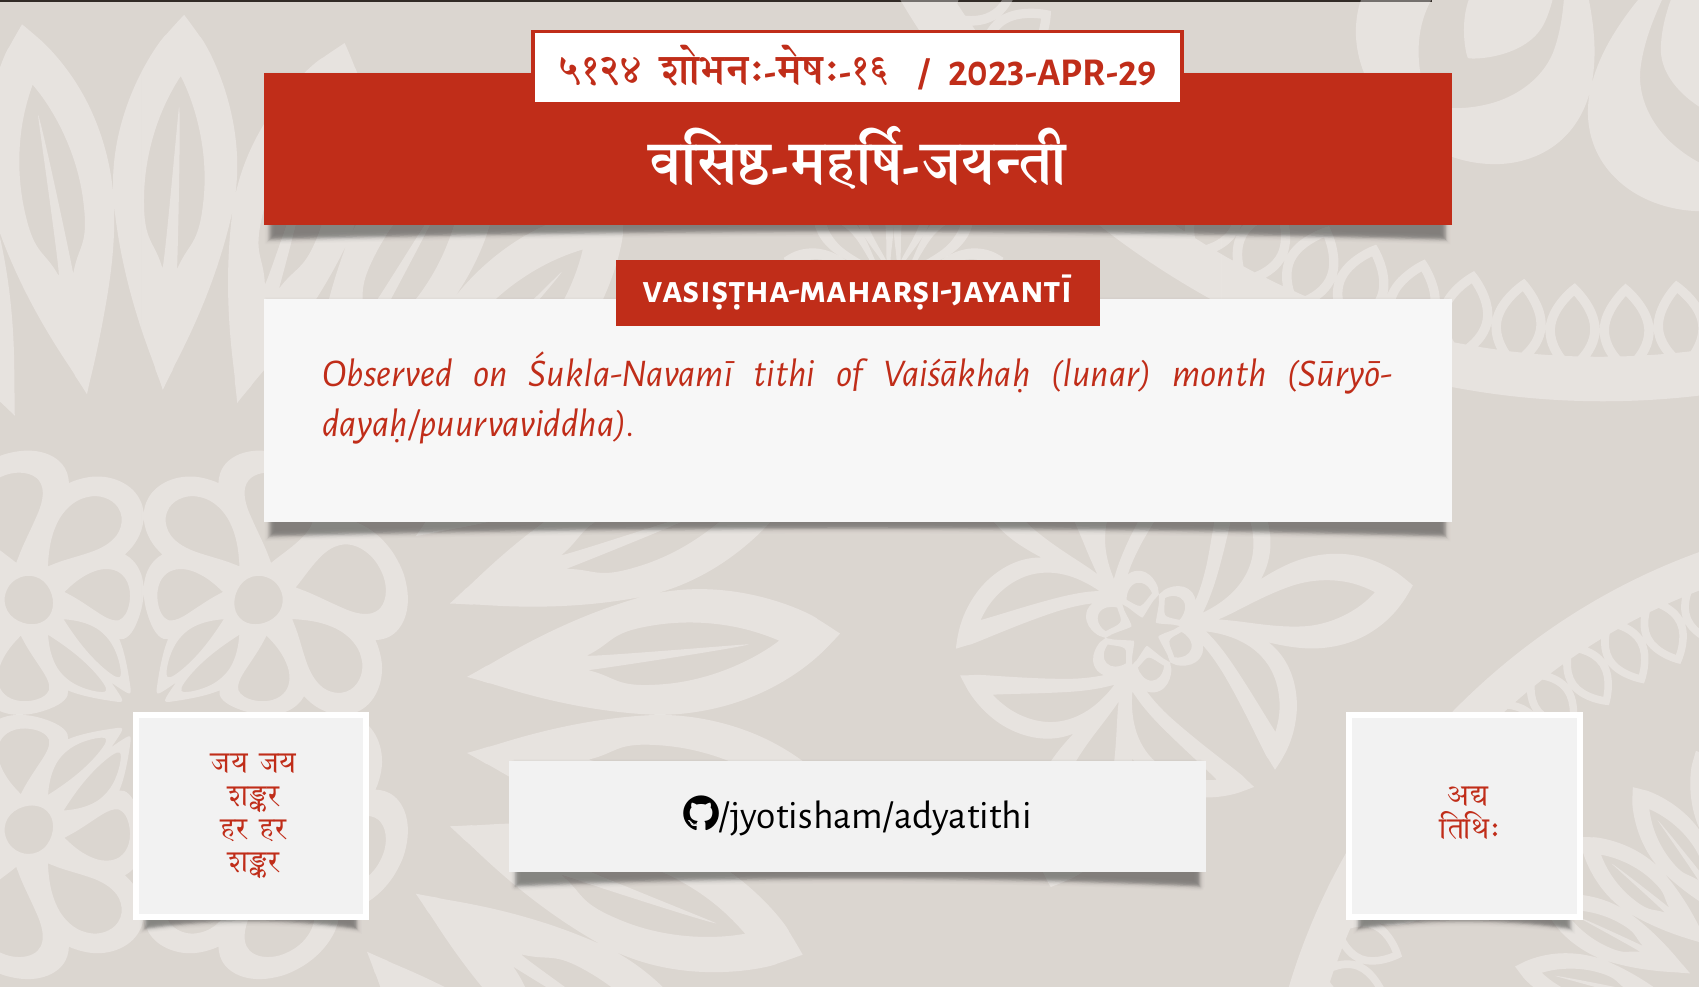 ५१२४ शोभनः-मेषः-१६ / 2023-APR-29
वसिष्ठ-महर्षि-जयन्ती
VASIṢṬHA-MAHARṢI-JAYANTĪ
Observed on Śukla-Navamī tithi of Vaiśākhaḥ (lunar) month (Sūryō-
dayaḥ/puurvaviddha).
जय जय
शङ्कर
हर हर
शङ्कर
/jyotisham/adyatithi
अद्य
तिथिः